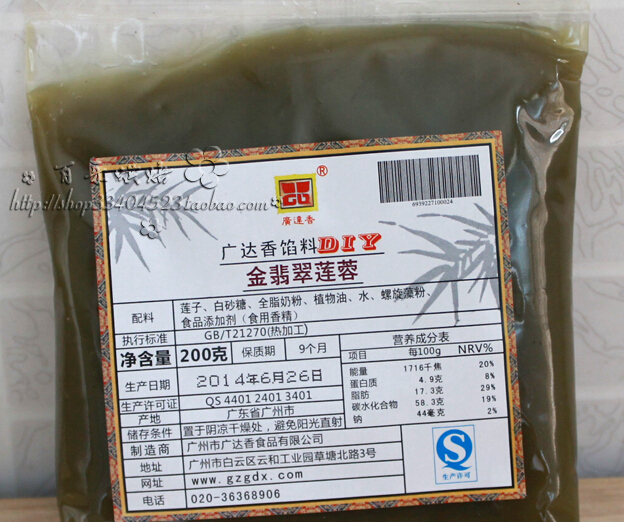 百采烘焙
http://shop33404523.taobao.com
®
GD
廣達香
6939227100024
广达香馅料DIY
金翡翠莲蓉
配料 莲子、白砂糖、全脂奶粉、植物油、水、螺旋藻粉、
食品添加剂（食用香精）
执行标准 GB/T21270(热加工)
净含量 200克 保质期 9个月
生产日期 2014年6月26日
生产许可证 QS 4401 2401 3401
产地 广东省广州市
储存条件 置于阴凉干燥处，避免阳光直射
制造商 广州市广达香食品有限公司
地址 广州市白云区云和工业园草塘北路3号
网址 www.gzgdx.com
电话 020-36368906
营养成分表
项目 每100g NRV%
能量 1716千焦 20%
蛋白质 4.9克 8%
脂肪 17.3克 29%
碳水化合物 58.3克 19%
钠 44毫克 2%
生产许可